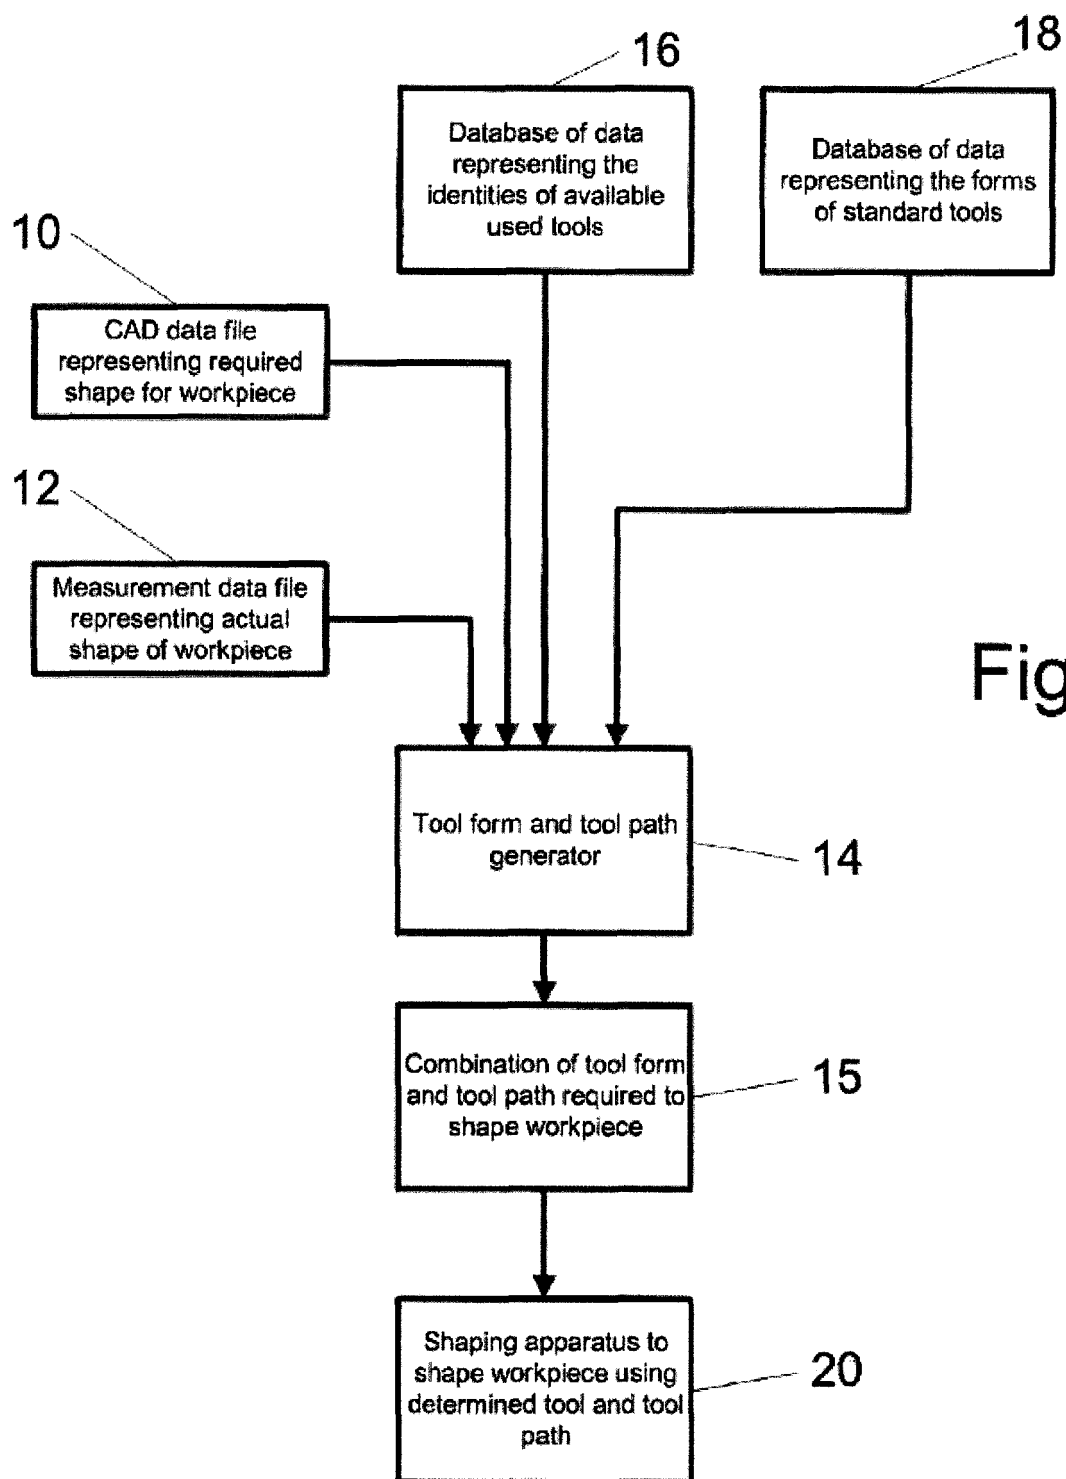 16
18
Database of data
representing the
identities of available
used tools
Database of data
representing the forms
of standard tools
10
CAD data file
representing required
shape for workpiece
12
Measurement data file
representing actual
shape of workpiece
Fig
Tool form and tool path
generator
14
Combination of tool form
and tool path required to
shape workpiece
15
Shaping apparatus to
shape workpiece using
determined tool and tool
path
20